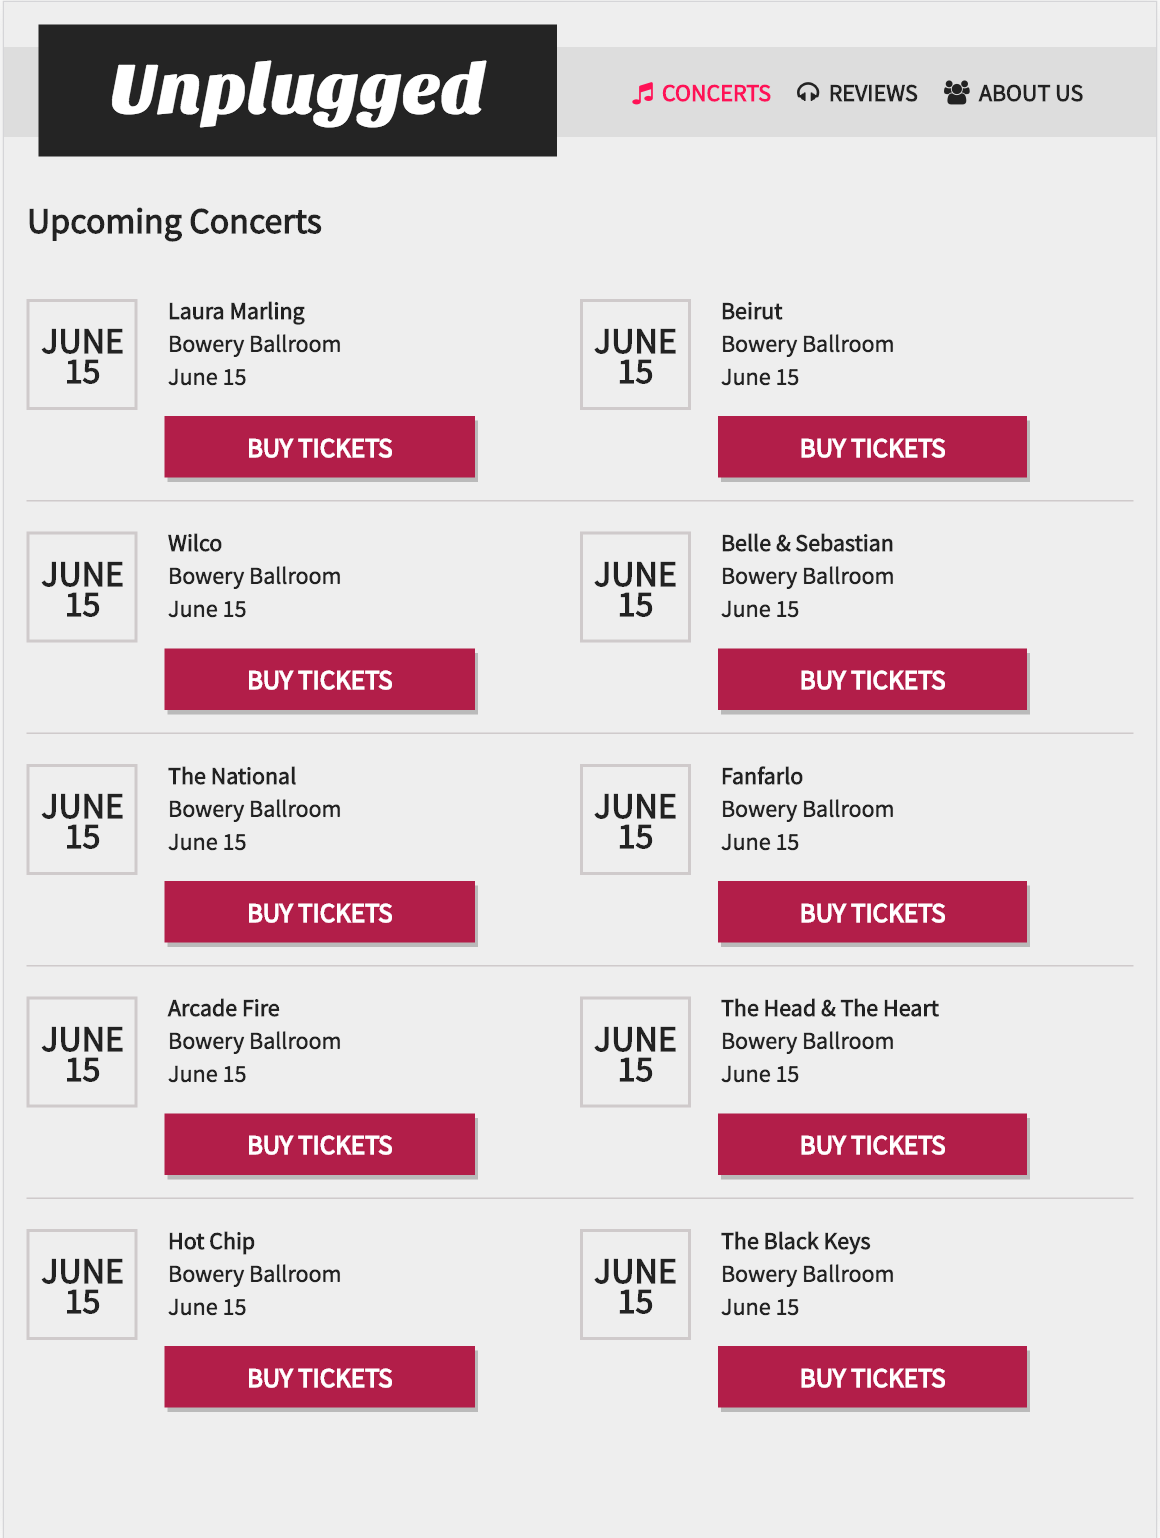 Unplugged
CONCERTS REVIEWS ABOUT US
Upcoming Concerts
JUNE
15
Laura Marling
Bowery Ballroom
June 15
BUY TICKETS
JUNE
15
Beirut
Bowery Ballroom
June 15
BUY TICKETS
JUNE
15
Wilco
Bowery Ballroom
June 15
BUY TICKETS
JUNE
15
Belle & Sebastian
Bowery Ballroom
June 15
BUY TICKETS
JUNE
15
The National
Bowery Ballroom
June 15
BUY TICKETS
JUNE
15
Fanfarlo
Bowery Ballroom
June 15
BUY TICKETS
JUNE
15
Arcade Fire
Bowery Ballroom
June 15
BUY TICKETS
JUNE
15
The Head & The Heart
Bowery Ballroom
June 15
BUY TICKETS
JUNE
15
Hot Chip
Bowery Ballroom
June 15
BUY TICKETS
JUNE
15
The Black Keys
Bowery Ballroom
June 15
BUY TICKETS